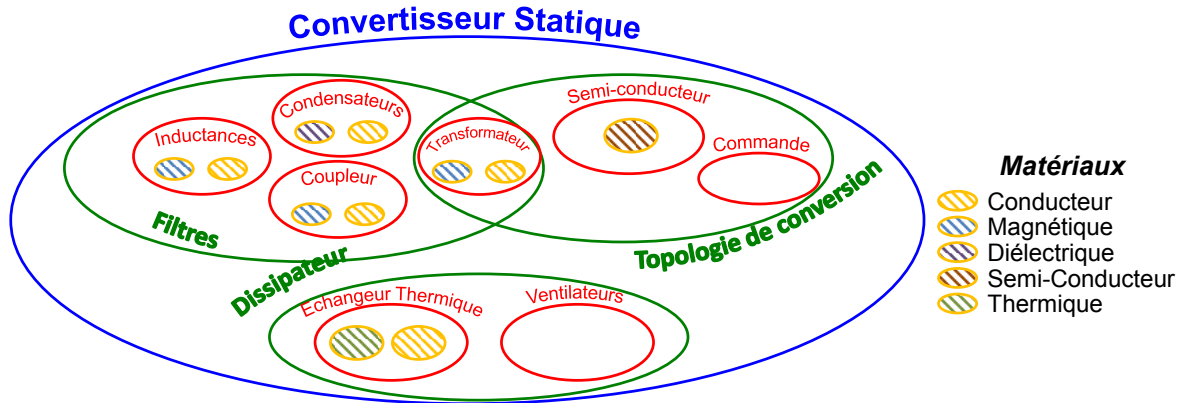 Convertisseur Statique
Condensateurs
Semi-conducteur
Inductances
Transformateur
Commande
Coupleur
Filtres
Topologie de conversion
Dissipateur
Echangeur Thermique
Ventilateurs
Matériaux
Conducteur
Magnétique
Diélectrique
Semi-Conducteur
Thermique